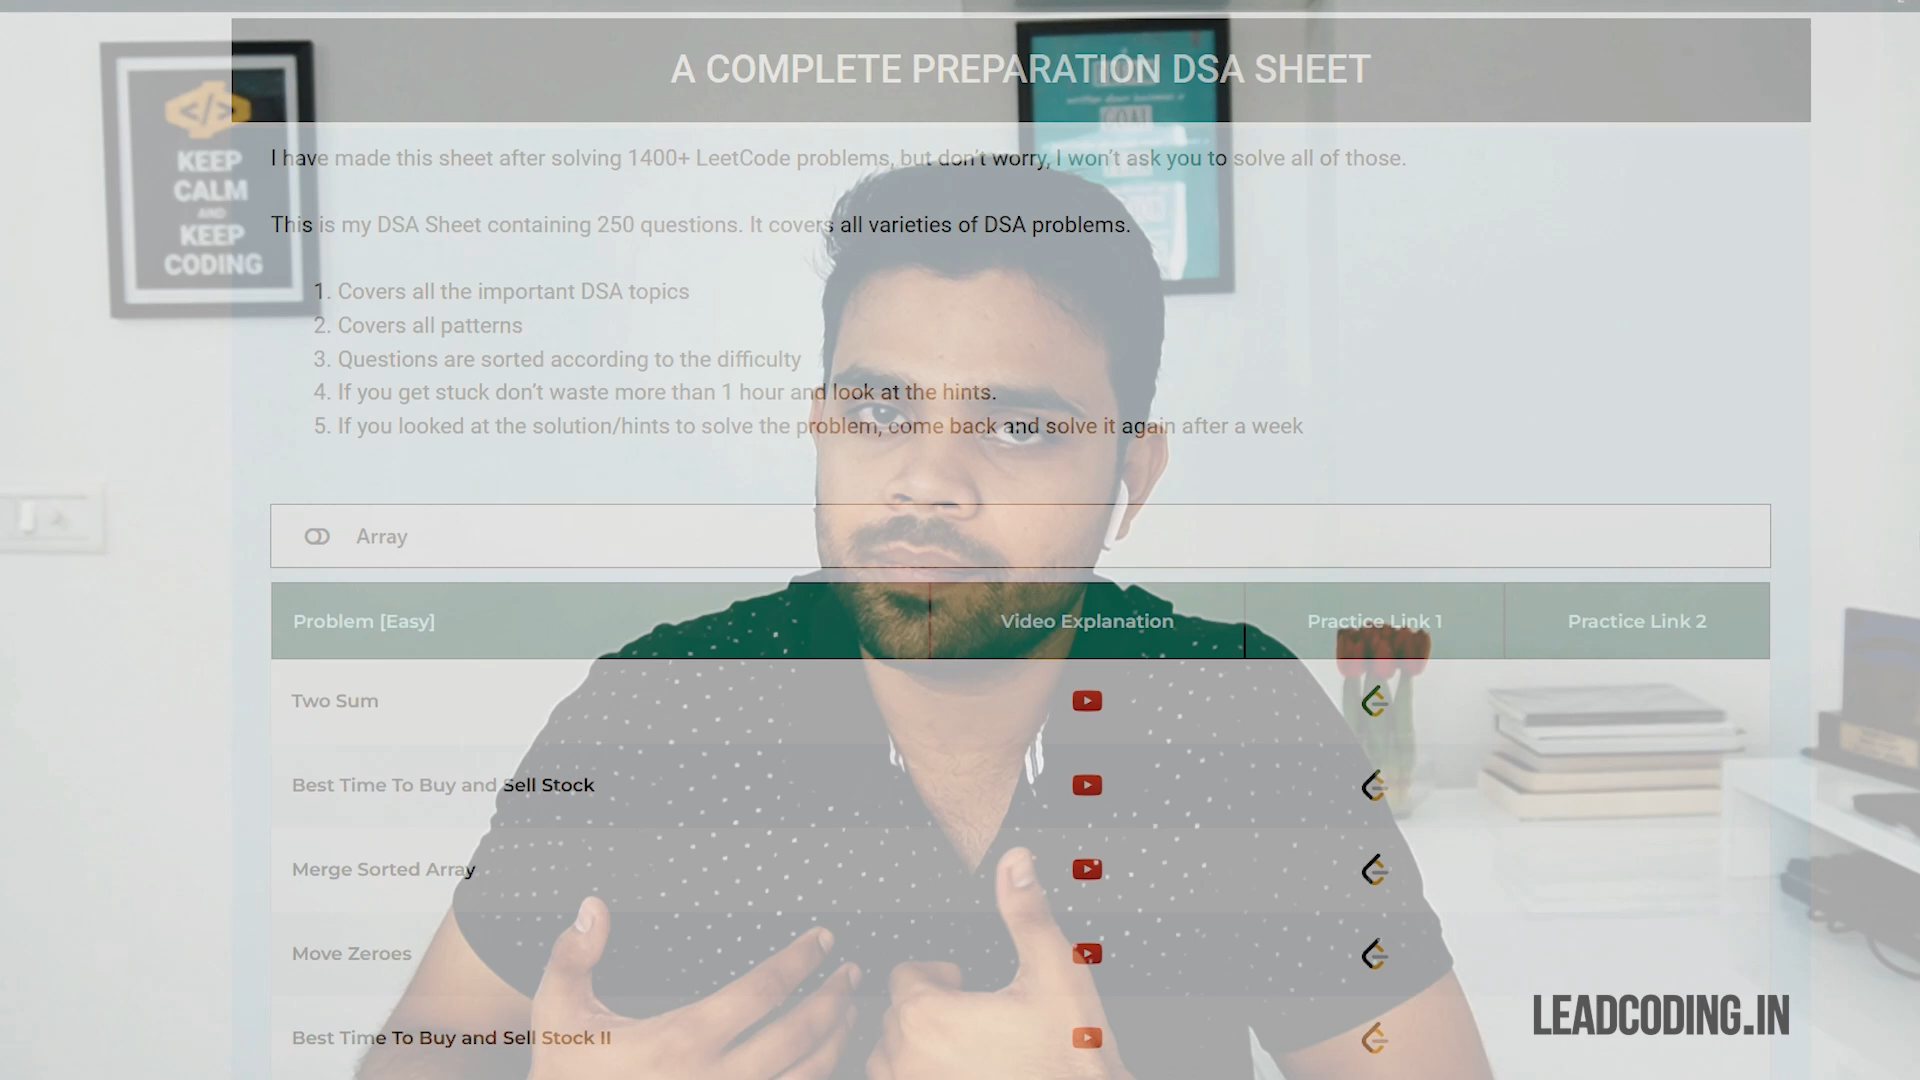 A COMPLETE PREPARATION DSA SHEET
KEEP
CALM
AND
KEEP
CODING
GOAL
I have made this sheet after solving 1400+ LeetCode problems, but don't worry, I won't ask you to solve all of those.
This is my DSA Sheet containing 250 questions. It covers all varieties of DSA problems.
1. Covers all the important DSA topics
2. Covers all patterns
3. Questions are sorted according to the difficulty
4. If you get stuck don't waste more than 1 hour and look at the hints.
5. If you looked at the solution/hints to solve the problem, come back and solve it again after a week
Array
Problem [Easy] Video Explanation Practice Link 1 Practice Link 2
Two Sum
Best Time To Buy and Sell Stock
Merge Sorted Array
Move Zeroes
Best Time To Buy and Sell Stock II
LEADCODING.IN